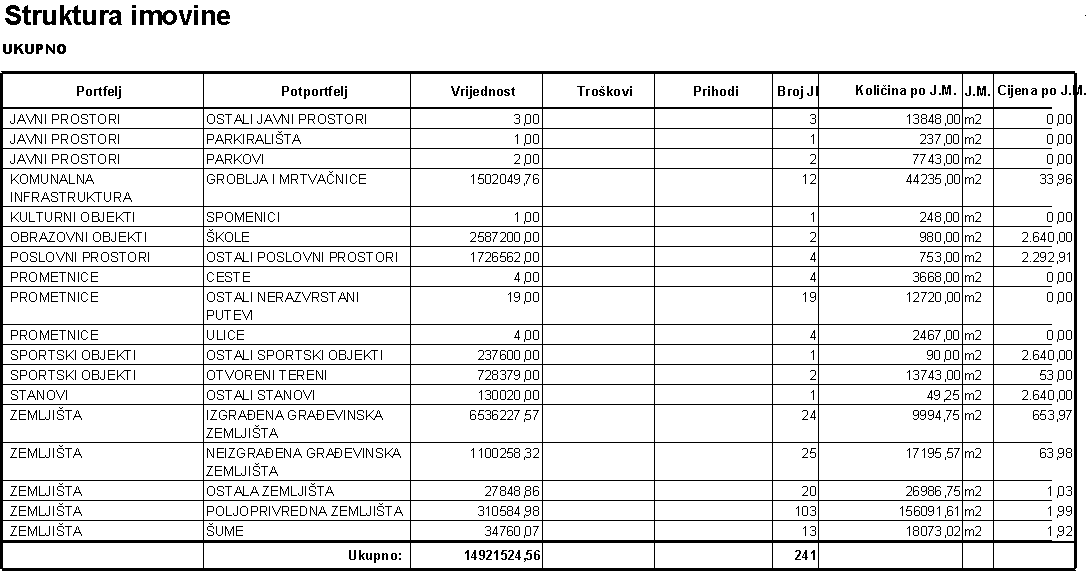 Struktura imovine
UKUPNO
Portfelj Potportfelj Vrijednost Troškovi Prihodi Broj JI Količina po J.M. J.M. Cijena po J.M.
JAVNI PROSTORI OSTALI JAVNI PROSTORI 3,00 3 13848,00 m2 0,00
JAVNI PROSTORI PARKIRALIŠTA 1,00 1 237,00 m2 0,00
JAVNI PROSTORI PARKOVI 2,00 2 7743,00 m2 0,00
KOMUNALNA GROBLJA I MRTVAČNICE 1502049,76 12 44235,00 m2 33,96
INFRASTRUKTURA
KULTURNI OBJEKTI SPOMENICI 1,00 1 248,00 m2 0,00
OBRAZOVNI OBJEKTI ŠKOLE 2587200,00 2 980,00 m2 2.640,00
POSLOVNI PROSTORI OSTALI POSLOVNI PROSTORI 1726562,00 4 753,00 m2 2.292,91
PROMETNICE CESTE 4,00 4 3668,00 m2 0,00
PROMETNICE OSTALI NERAZVRSTANI 19,00 19 12720,00 m2 0,00
PUTEVI
PROMETNICE ULICE 4,00 4 2467,00 m2 0,00
SPORTSKI OBJEKTI OSTALI SPORTSKI OBJEKTI 237600,00 1 90,00 m2 2.640,00
SPORTSKI OBJEKTI OTVORENI TERENI 728379,00 2 13743,00 m2 53,00
STANOVI OSTALI STANOVI 130020,00 1 49,25 m2 2.640,00
ZEMLJIŠTA IZGRAĐENA GRAĐEVINSKA 6536227,57 24 9994,75 m2 653,97
ZEMLJIŠTA
ZEMLJIŠTA NEIZGRAĐENA GRAĐEVINSKA 1100258,32 25 17195,57 m2 63,98
ZEMLJIŠTA
ZEMLJIŠTA OSTALA ZEMLJIŠTA 27848,86 20 26986,75 m2 1,03
ZEMLJIŠTA POLJOPRIVREDNA ZEMLJIŠTA 310584,98 103 156091,61 m2 1,99
ZEMLJIŠTA ŠUME 34760,07 13 18073,02 m2 1,92
Ukupno: 14921524,56 241